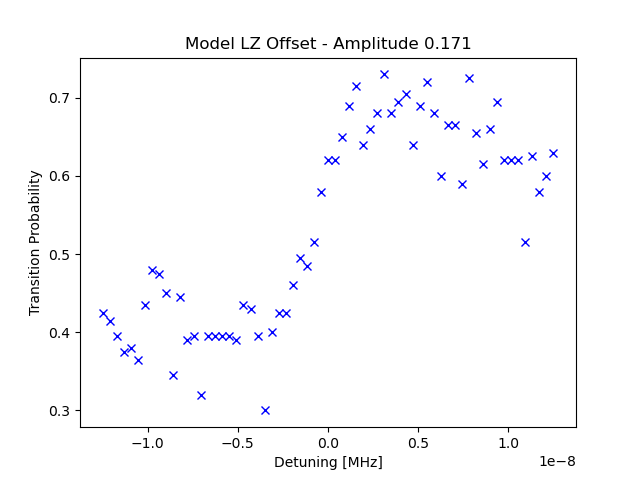 Model LZ Offset - Amplitude 0.171
Transition Probability
0.7
0.6
0.5
0.4
0.3
−1.0 −0.5 0.0 0.5 1.0
1e−8
Detuning [MHz]